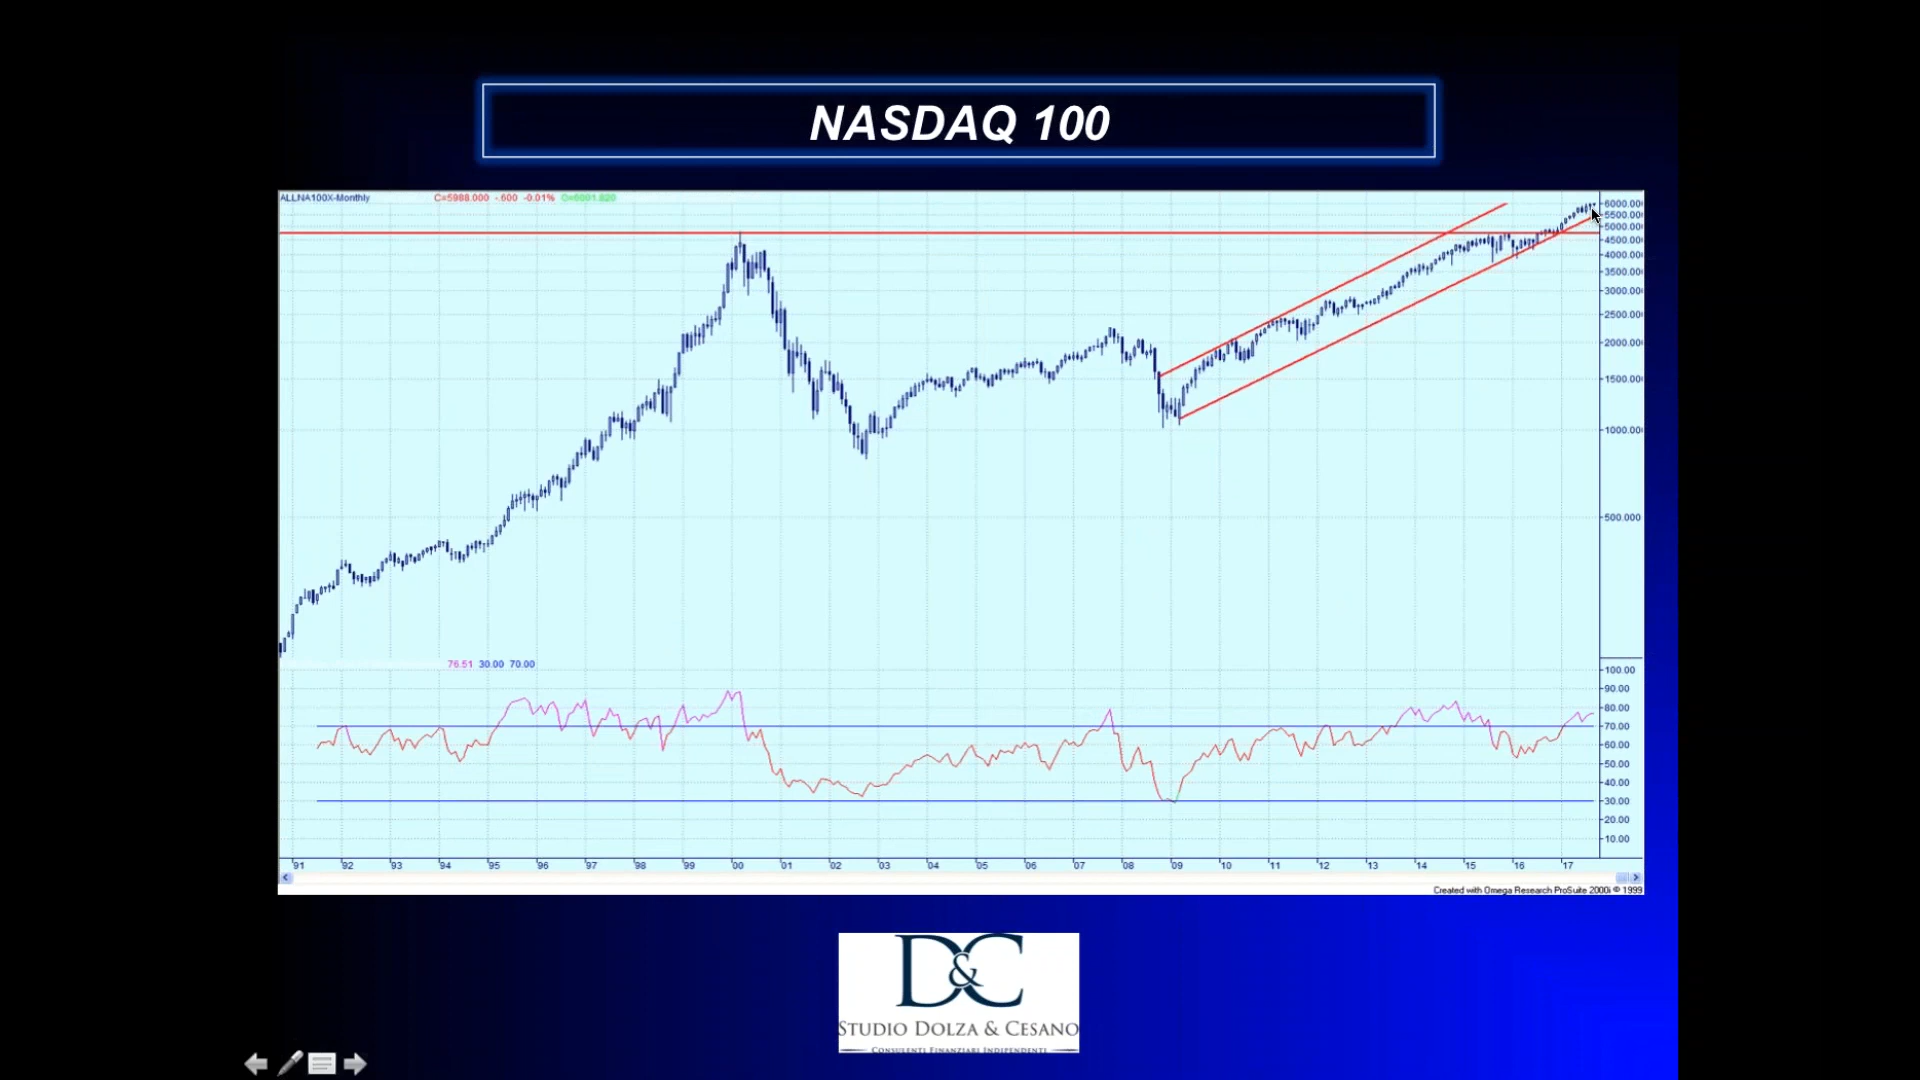 NASDAQ 100
ALLNA100X-Monthly C=5988.000 -.600 -0.01% O=6001.820
6000.00
5500.00
5000.00
4500.00
4000.00
3500.00
3000.00
2500.00
2000.00
1500.00
1000.00
500.000
76.51 30.00 70.00
100.00
90.00
80.00
70.00
60.00
50.00
40.00
30.00
20.00
10.00
'91 '92 '93 '94 '95 '96 '97 '98 '99 '00 '01 '02 '03 '04 '05 '06 '07 '08 '09 '10 '11 '12 '13 '14 '15 '16 '17
Created with Omega Research ProSuite 2000i © 1999
D&C
STUDIO DOLZA & CESANO
CONSULENTI FINANZIARI INDIPENDENTI